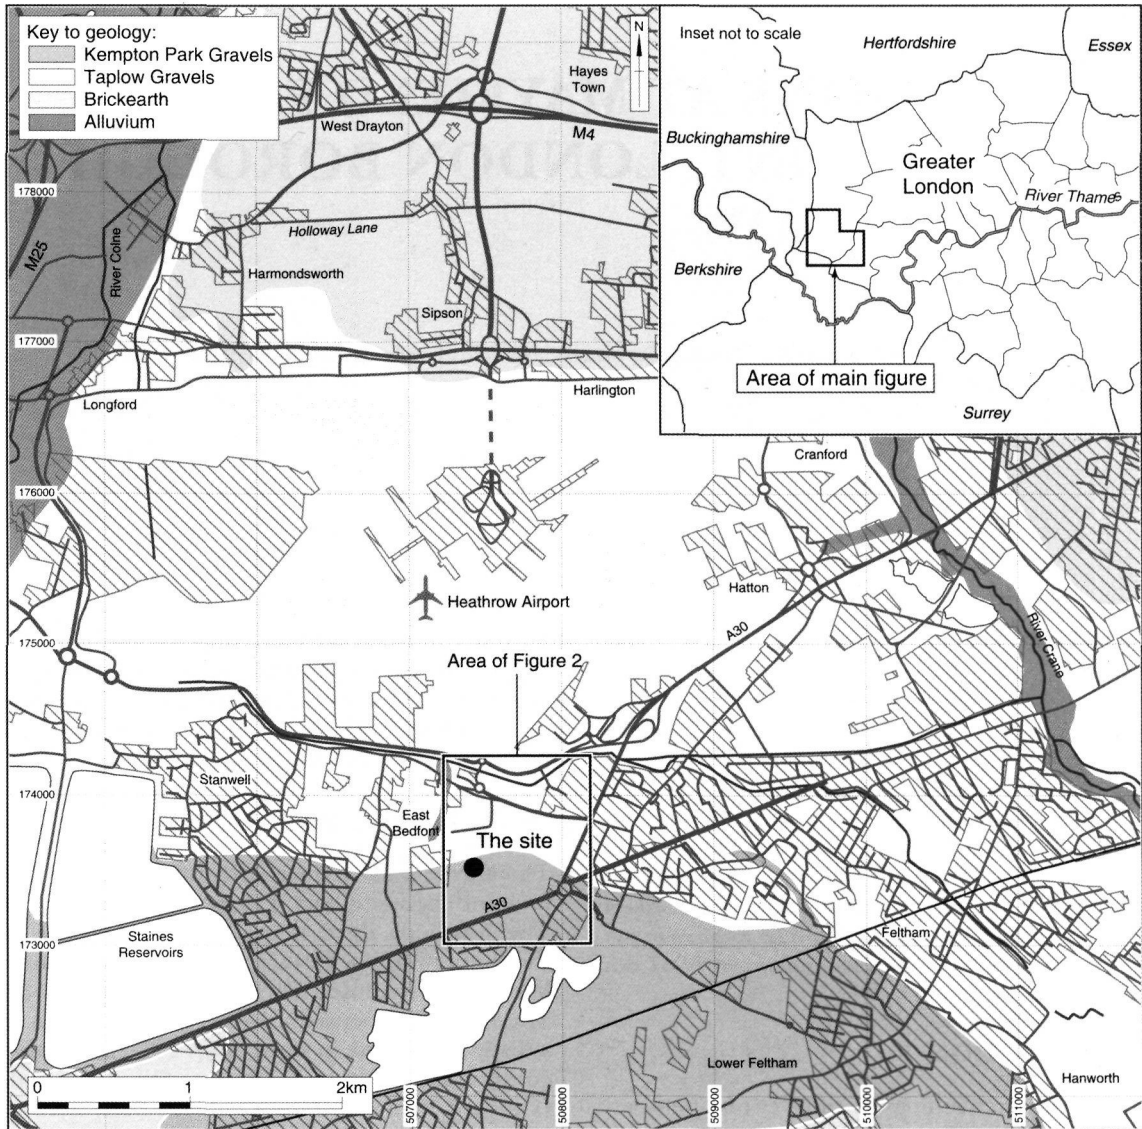 Key to geology:
Kempton Park Gravels
Taplow Gravels
Brickearth
Alluvium
N
Hayes
Town
West Drayton
M4
178000
M25
River Colne
Holloway Lane
Harmondsworth
Sipson
177000
Longford
Harlington
Inset not to scale
Hertfordshire
Essex
Buckinghamshire
Greater
London
River Thames
Berkshire
Area of main figure
Surrey
Cranford
176000
Hatton
Heathrow Airport
A30
River Crane
175000
Area of Figure 2
Stanwell
174000
East
Bedfont
The site
A30
Staines
Reservoirs
173000
Feltham
Lower Feltham
Hanworth
0 1 2km
507000
508000
509000
510000
511000